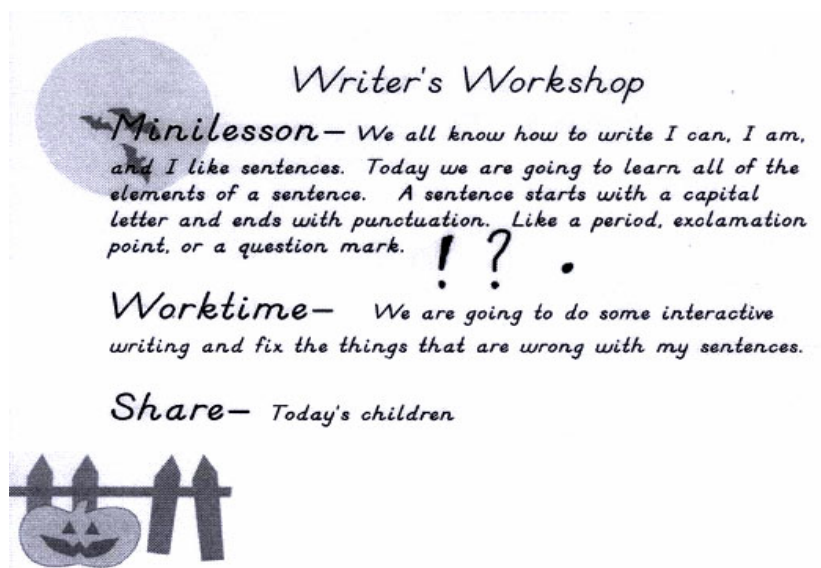 Writer's Workshop
Minilesson— We all know how to write I can, I am,
and I like sentences. Today we are going to learn all of the
elements of a sentence. A sentence starts with a capital
letter and ends with punctuation. Like a period, exclamation
point, or a question mark.
! ? .
Worktime— We are going to do some interactive
writing and fix the things that are wrong with my sentences.
Share— Today's children